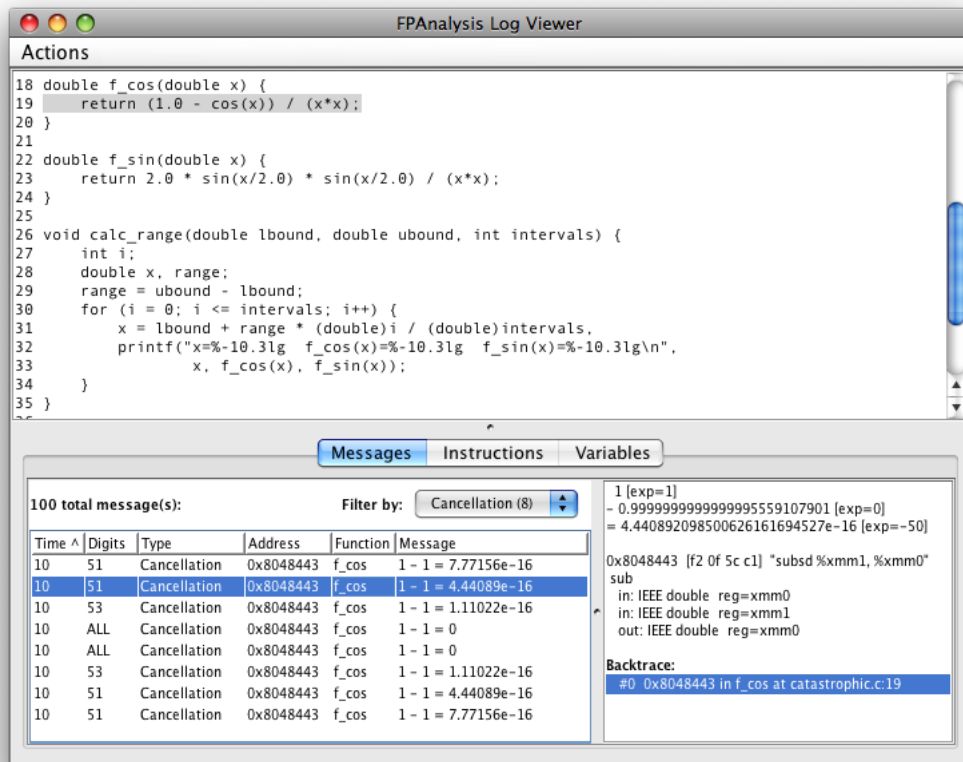 FPAnalysis Log Viewer
Actions
18 double f_cos(double x) {
19     return (1.0 - cos(x)) / (x*x);
20 }
21
22 double f_sin(double x) {
23     return 2.0 * sin(x/2.0) * sin(x/2.0) / (x*x);
24 }
25
26 void calc_range(double lbound, double ubound, int intervals) {
27     int i;
28     double x, range;
29     range = ubound - lbound;
30     for (i = 0; i <= intervals; i++) {
31         x = lbound + range * (double)i / (double)intervals,
32         printf("x=%-10.3lg  f_cos(x)=%-10.3lg  f_sin(x)=%-10.3lg\n",
33                x, f_cos(x), f_sin(x));
34     }
35 }
Messages Instructions Variables
100 total message(s): Filter by: Cancellation (8)
Time ^ Digits Type Address Function Message
10 51 Cancellation 0x8048443 f_cos 1 - 1 = 7.77156e-16
10 51 Cancellation 0x8048443 f_cos 1 - 1 = 4.44089e-16
10 53 Cancellation 0x8048443 f_cos 1 - 1 = 1.11022e-16
10 ALL Cancellation 0x8048443 f_cos 1 - 1 = 0
10 ALL Cancellation 0x8048443 f_cos 1 - 1 = 0
10 53 Cancellation 0x8048443 f_cos 1 - 1 = 1.11022e-16
10 51 Cancellation 0x8048443 f_cos 1 - 1 = 4.44089e-16
10 51 Cancellation 0x8048443 f_cos 1 - 1 = 7.77156e-16
1 [exp=1]
- 0.9999999999999995559107901 [exp=0]
= 4.440892098500626161694527e-16 [exp=-50]
0x8048443 [f2 0f 5c c1] "subsd %xmm1, %xmm0"
sub
in: IEEE double reg=xmm0
in: IEEE double reg=xmm1
out: IEEE double reg=xmm0
Backtrace:
#0 0x8048443 in f_cos at catastrophic.c:19